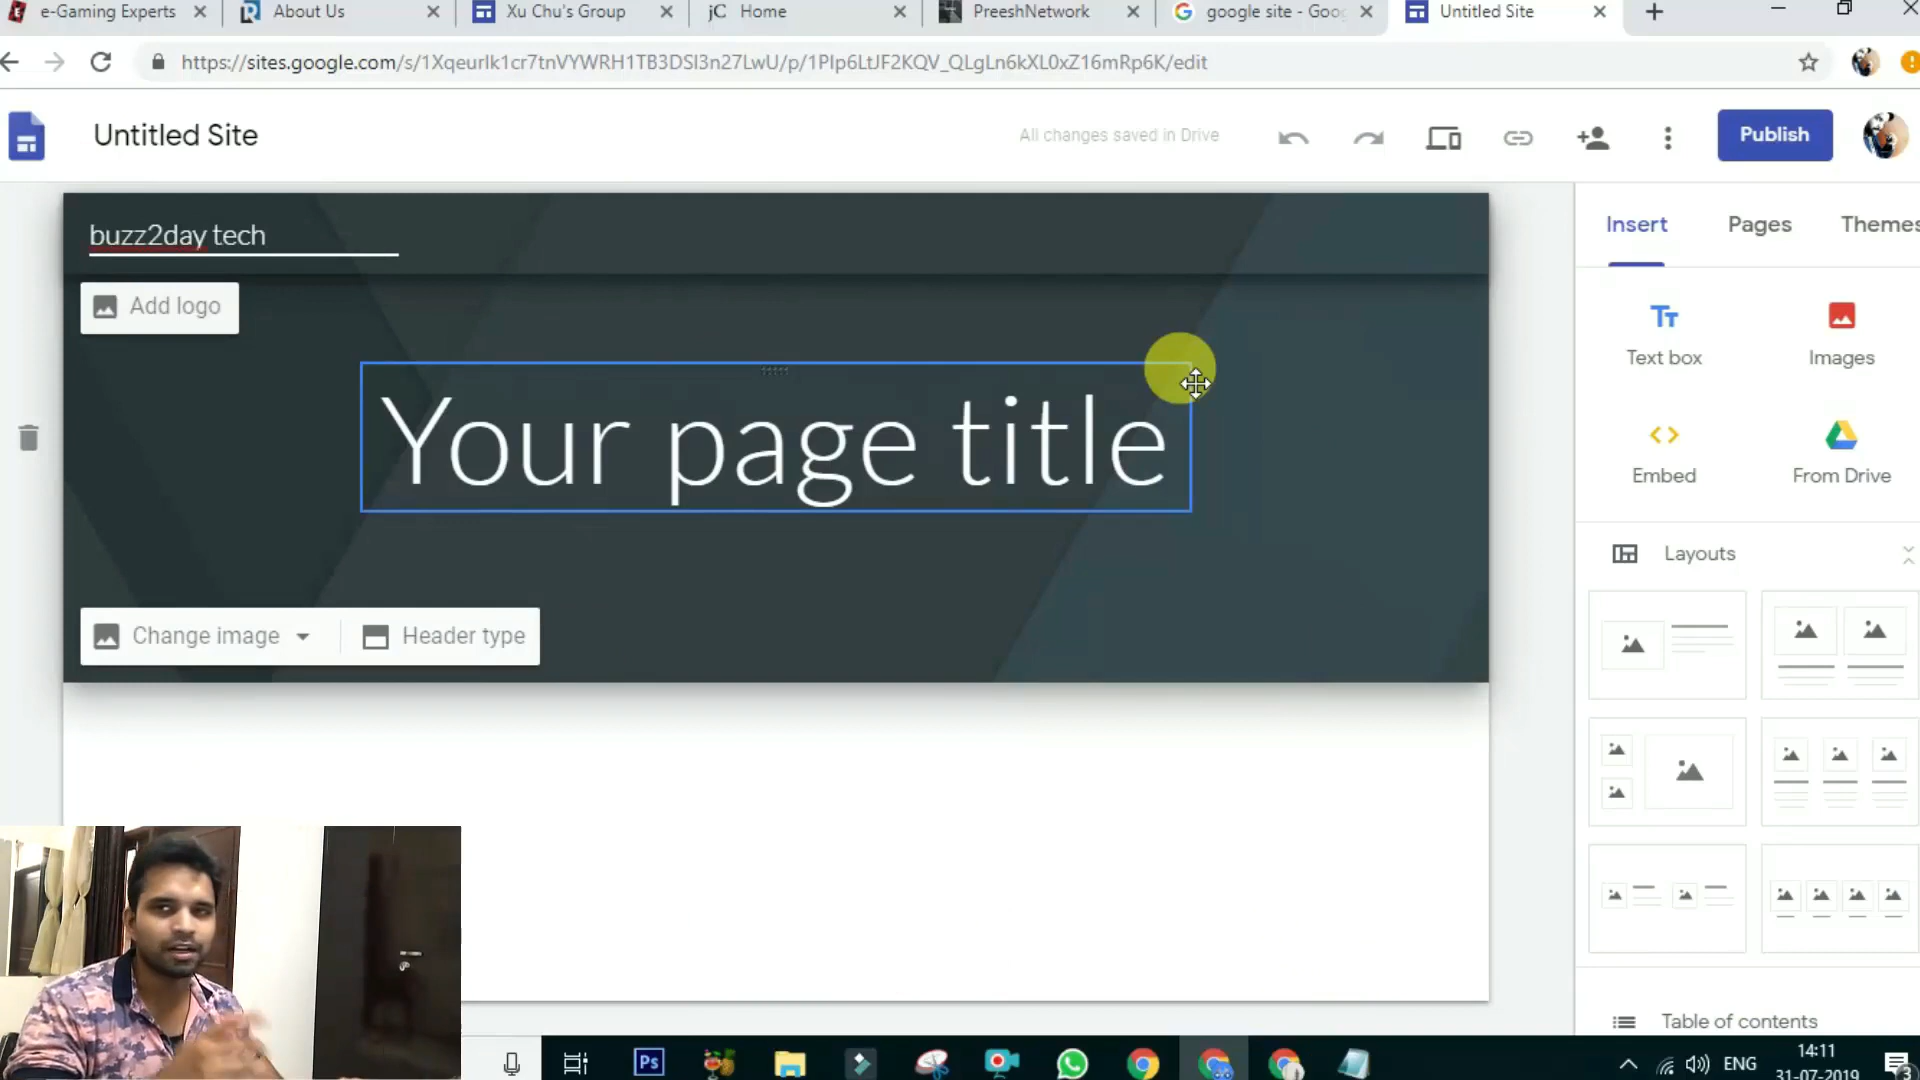 e-Gaming Experts
About Us
Xu Chu's Group
jC Home
PreeshNetwork
google site - Goo
Untitled Site
https://sites.google.com/s/1Xqeurlk1cr7tnVYWRH1TB3DSl3n27LwU/p/1Plp6LtJF2KQV_QLgLn6kXL0xZ16mRp6K/edit
Untitled Site
All changes saved in Drive
Publish
buzz2day tech
Add logo
Your page title
Change image
Header type
Insert
Pages
Themes
Text box
Images
Embed
From Drive
Layouts
Table of contents
Ps
ENG
14:11
31-07-2019
3